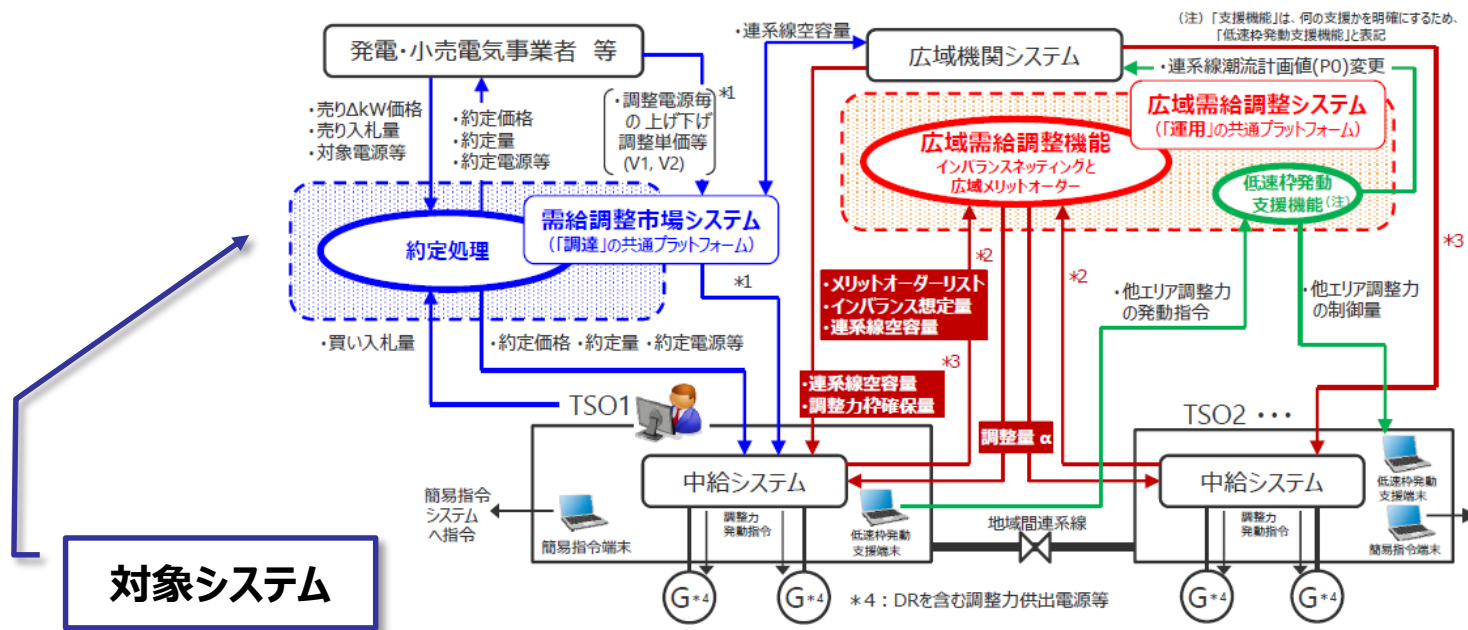 (注)「支援機能」は、何の支援かを明確にするため、
「低速枠発動支援機能」と表記
発電・小売電気事業者 等
・連系線空容量
広域機関システム
・連系線潮流計画値(P0)変更
・売りΔkW価格
・売り入札量
・対象電源等
・約定価格
・約定量
・約定電源等
・調整電源毎
の 上げ下げ
調整単価等
(V1, V2)
*1
広域需給調整システム
(「運用」の共通プラットフォーム)
広域需給調整機能
インバランスネッティングと
広域メリットオーダー
低速枠発動
支援機能(注)
需給調整市場システム
(「調達」の共通プラットフォーム)
約定処理
*1
*2
*2
*3
・メリットオーダーリスト
・インバランス想定量
・連系線空容量
・他エリア調整力
の発動指令
・他エリア調整力
の制御量
・買い入札量
・約定価格 ・約定量 ・約定電源等
*3
・連系線空容量
・調整力枠確保量
TSO1
TSO2 ・・・
調整量 α
中給システム
中給システム
低速枠発動
支援端末
簡易指令
システム
へ指令
簡易指令端末
調整力
発動指令
低速枠発動
支援端末
地域間連系線
調整力
発動指令
簡易指令端末
対象システム
G*4
G*4
*4:DRを含む調整力供出電源等
G*4
G*4